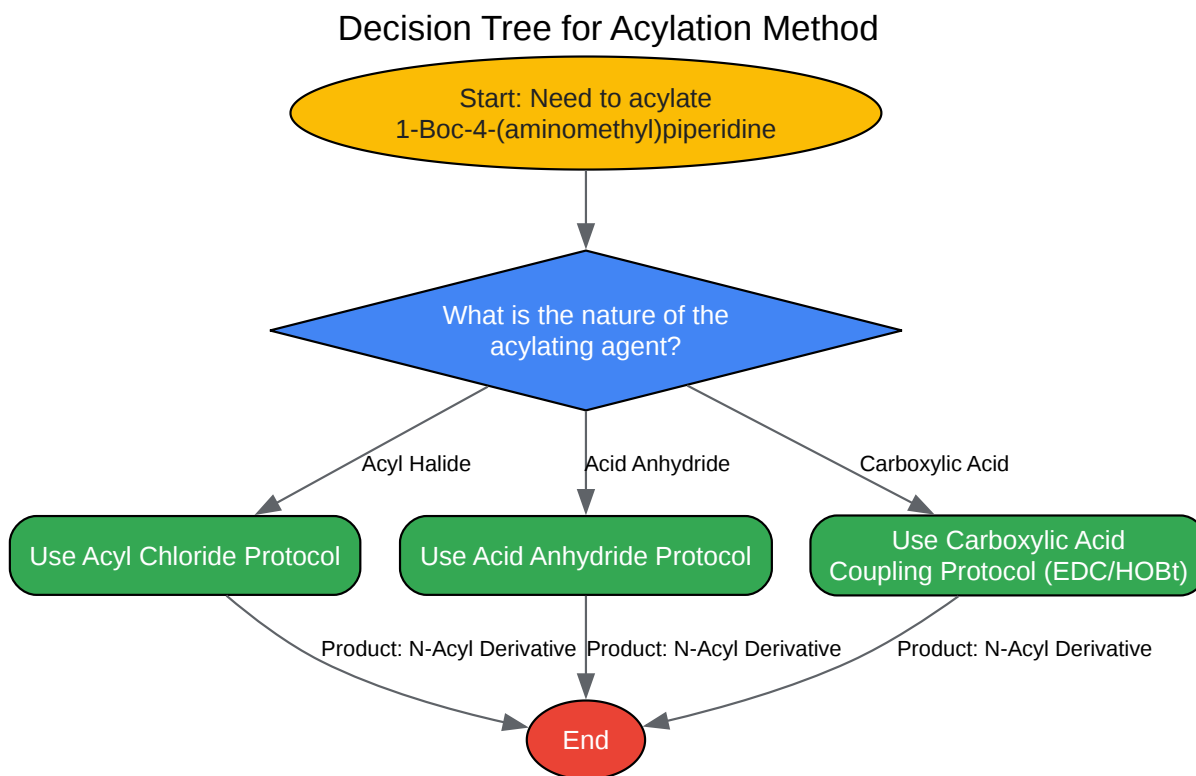 Decision Tree for Acylation Method
Start: Need to acylate
1-Boc-4-(aminomethyl)piperidine
What is the nature of the
acylating agent?
Acyl Halide
Acid Anhydride
Carboxylic Acid
Use Acyl Chloride Protocol
Use Acid Anhydride Protocol
Use Carboxylic Acid
Coupling Protocol (EDC/HOBt)
Product: N-Acyl Derivative
Product: N-Acyl Derivative
Product: N-Acyl Derivative
End